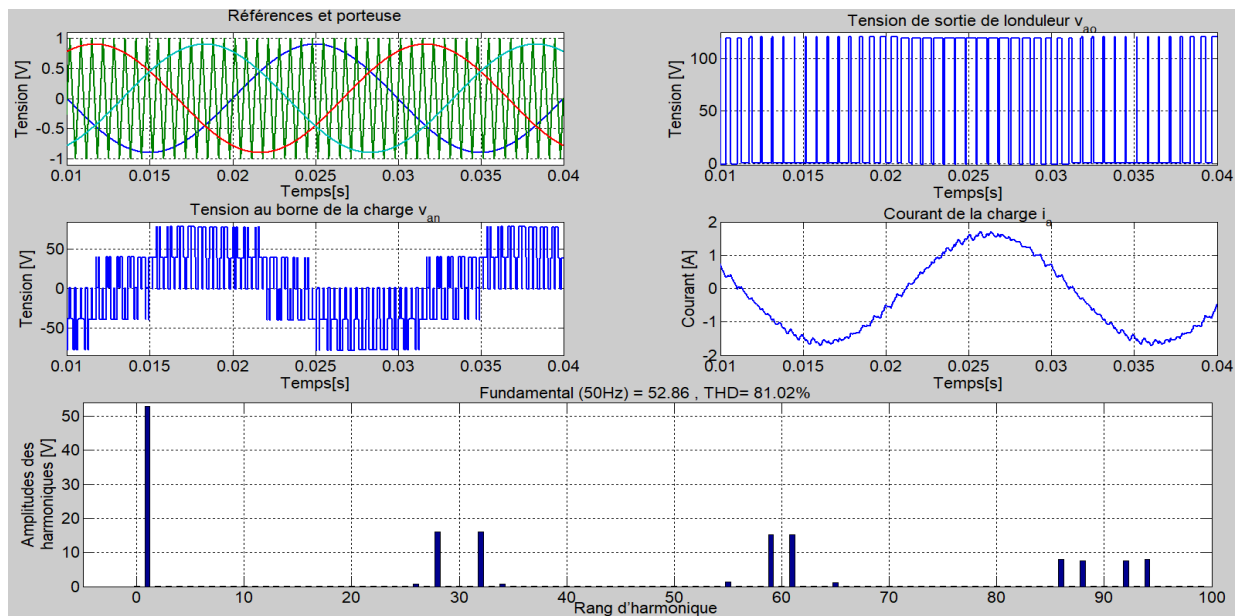 Références et porteuse
Tension [V]
1
0.5
0
-0.5
-1
0.01 0.015 0.02 0.025 0.03 0.035 0.04
Temps[s]
Tension de sortie de londuleur v_ao
Tension [V]
100
50
0
0.01 0.015 0.02 0.025 0.03 0.035 0.04
Temps[s]
Tension au borne de la charge v_an
Tension [V]
50
0
-50
0.01 0.015 0.02 0.025 0.03 0.035 0.04
Temps[s]
Courant de la charge i_a
Courant [A]
2
1
0
-1
-2
0.01 0.015 0.02 0.025 0.03 0.035 0.04
Temps[s]
Fundamental (50Hz) = 52.86 , THD= 81.02%
Amplitudes des
harmoniques [V]
50
40
30
20
10
0
0 10 20 30 40 50 60 70 80 90 100
Rang d'harmonique